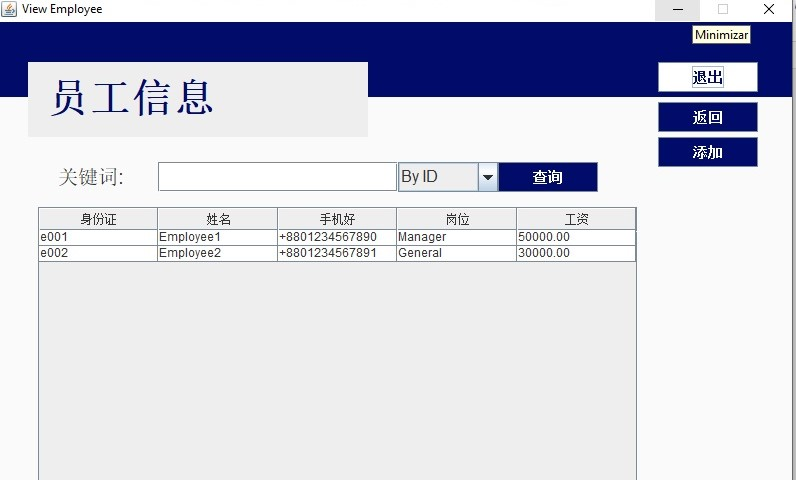 View Employee
Minimizar
员工信息
退出
返回
添加
关键词: By ID 查询
身份证 姓名 手机好 岗位 工资
e001 Employee1 +8801234567890 Manager 50000.00
e002 Employee2 +8801234567891 General 30000.00